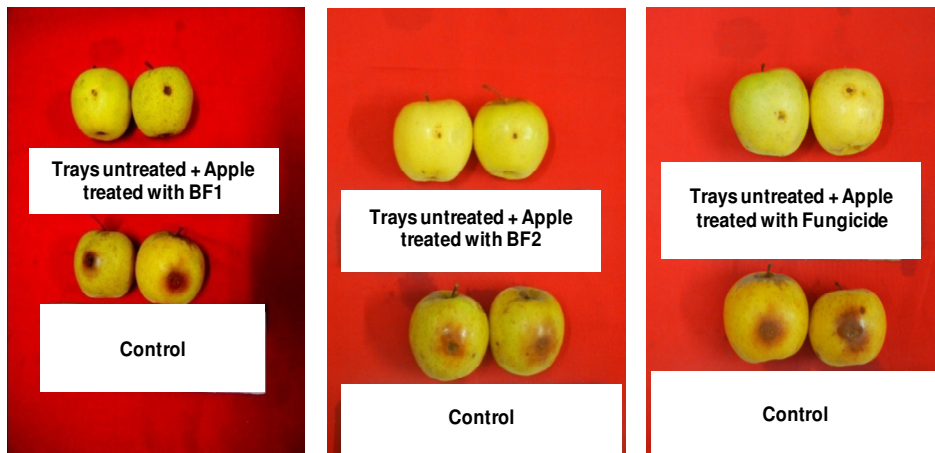 Trays untreated + Apple
treated with BF1
Control
Trays untreated + Apple
treated with BF2
Control
Trays untreated + Apple
treated with Fungicide
Control